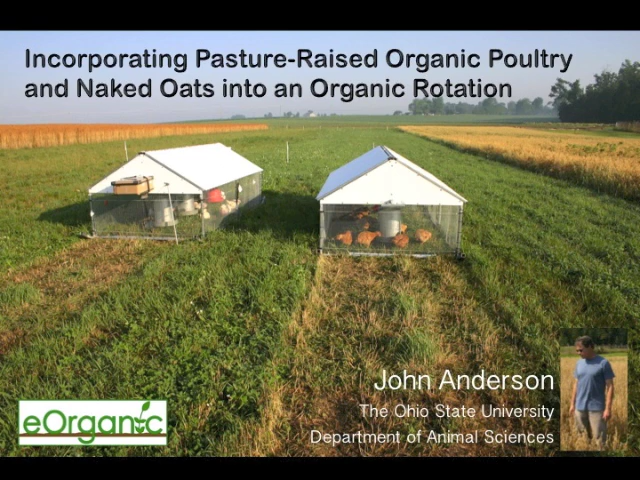 Incorporating Pasture-Raised Organic Poultry
and Naked Oats into an Organic Rotation
John Anderson
The Ohio State University
Department of Animal Sciences
eOrganic